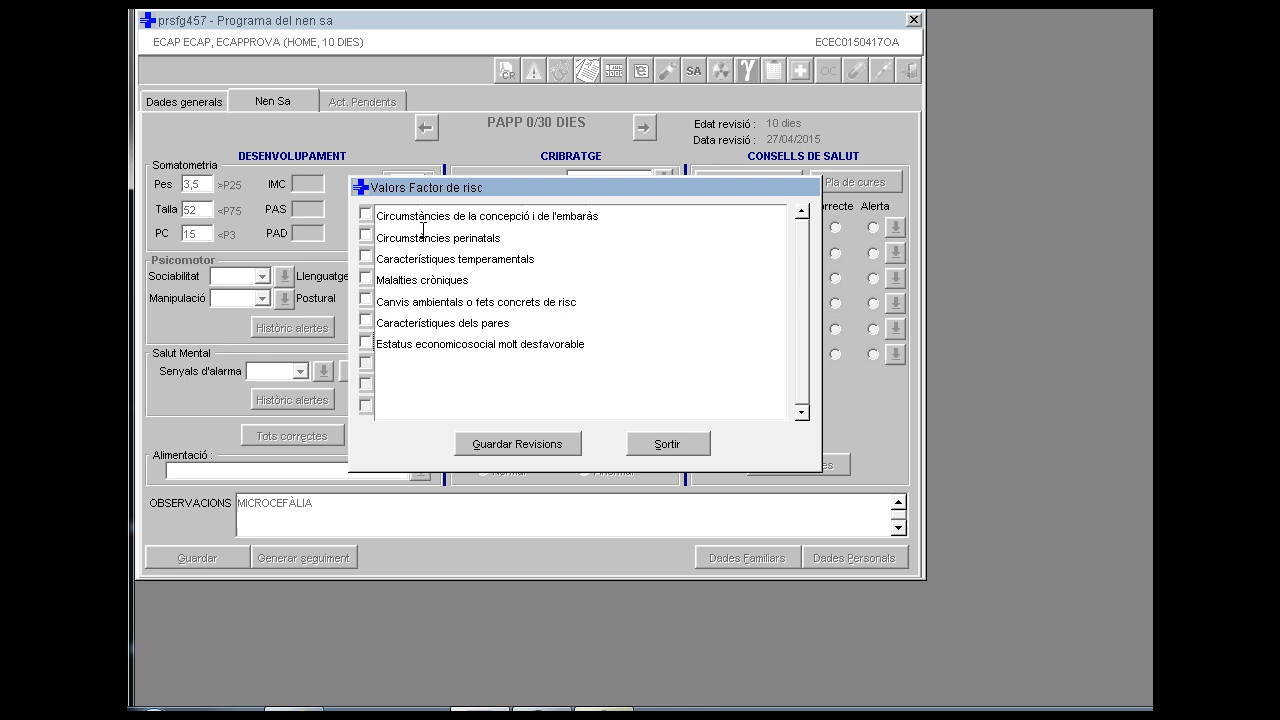 prsfg457 - Programa del nen sa
ECAP ECAP, ECAPPROVA (HOME, 10 DIES) ECEC0150417OA
CR SA γ OC
Dades generals Nen Sa Act. Pendents
PAPP 0/30 DIES
Edat revisió : 10 dies
Data revisió : 27/04/2015
DESENVOLUPAMENT CRIBRATGE CONSELLS DE SALUT
Somatometria
Pes 3,5 >P25 IMC
Talla 52 <P75 PAS
PC 15 <P3 PAD
Pla de cures
Alerta
Psicomotor
Sociabilitat Llenguatge
Manipulació Postural
Històric alertes
Salut Mental
Senyals d'alarma
Històric alertes
Tots correctes
Alimentació :
Valors Factor de risc
Circumstàncies de la concepció i de l'embaràs
Circumstàncies perinatals
Característiques temperamentals
Malalties cròniques
Canvis ambientals o fets concrets de risc
Característiques dels pares
Estatus economicosocial molt desfavorable
Guardar Revisions Sortir
OBSERVACIONS MICROCEFÀLIA
Guardar Generar seguiment Dades Familiars Dades Personals